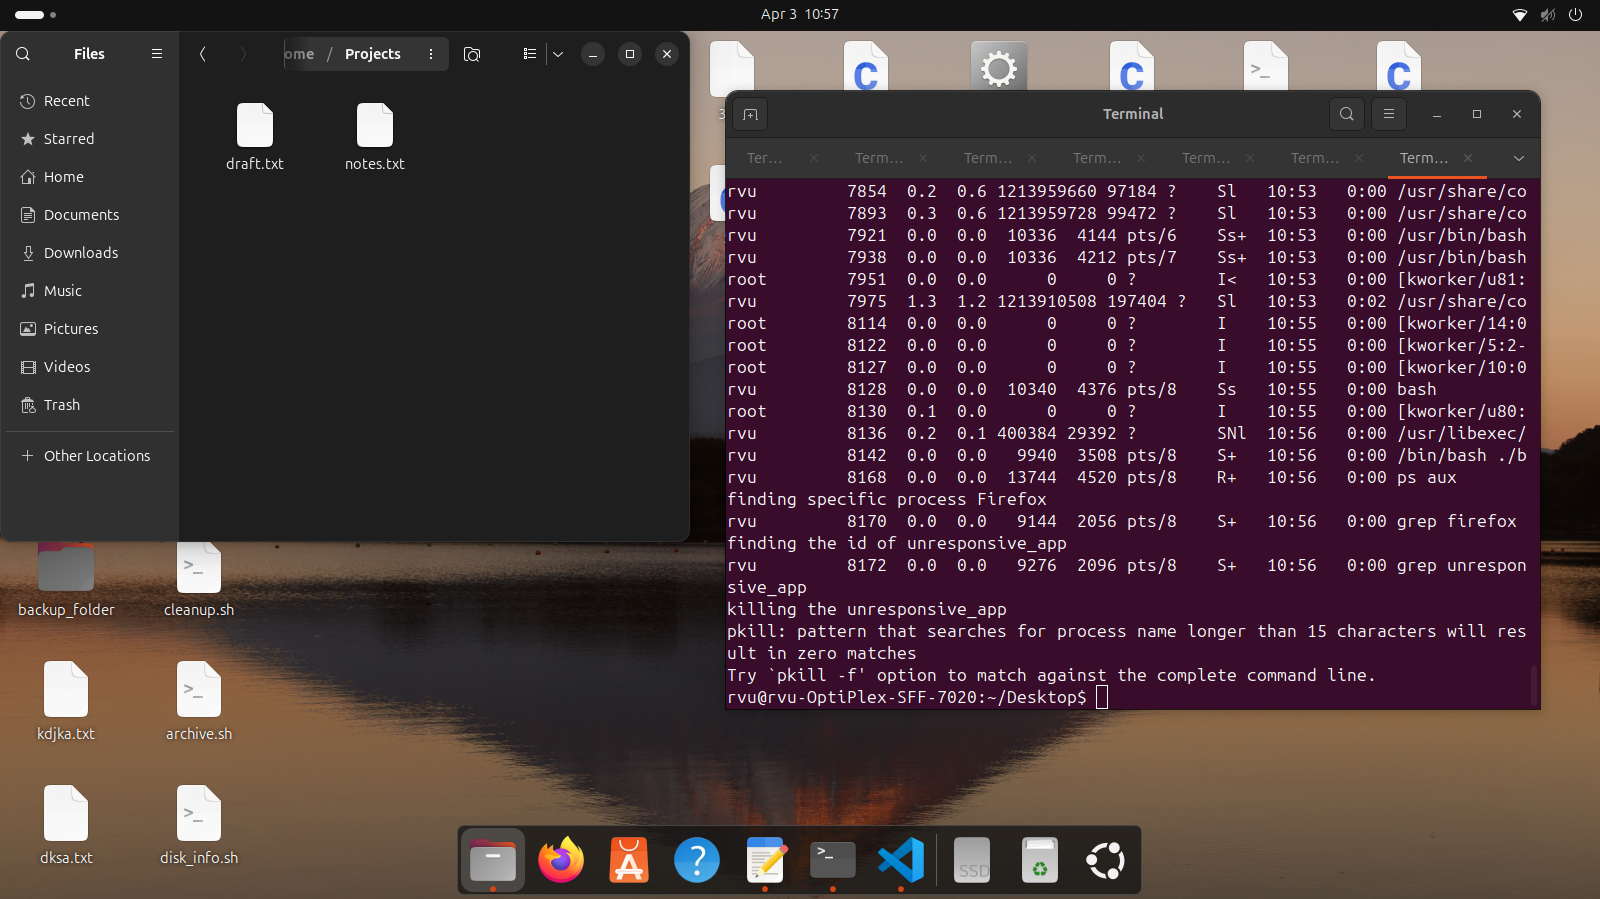 Apr 3 10:57
Files
ome / Projects
Recent
Starred
Home
Documents
Downloads
Music
Pictures
Videos
Trash
Other Locations
draft.txt
notes.txt
backup_folder
cleanup.sh
kdjka.txt
archive.sh
dksa.txt
disk_info.sh
3
Terminal
Ter... Term... Term... Term... Term... Term... Term...
rvu 7854 0.2 0.6 1213959660 97184 ? Sl 10:53 0:00 /usr/share/co
rvu 7893 0.3 0.6 1213959728 99472 ? Sl 10:53 0:00 /usr/share/co
rvu 7921 0.0 0.0 10336 4144 pts/6 Ss+ 10:53 0:00 /usr/bin/bash
rvu 7938 0.0 0.0 10336 4212 pts/7 Ss+ 10:53 0:00 /usr/bin/bash
root 7951 0.0 0.0 0 0 ? I< 10:53 0:00 [kworker/u81:
rvu 7975 1.3 1.2 1213910508 197404 ? Sl 10:53 0:02 /usr/share/co
root 8114 0.0 0.0 0 0 ? I 10:55 0:00 [kworker/14:0
root 8122 0.0 0.0 0 0 ? I 10:55 0:00 [kworker/5:2-
root 8127 0.0 0.0 0 0 ? I 10:55 0:00 [kworker/10:0
rvu 8128 0.0 0.0 10340 4376 pts/8 Ss 10:55 0:00 bash
root 8130 0.1 0.0 0 0 ? I 10:55 0:00 [kworker/u80:
rvu 8136 0.2 0.1 400384 29392 ? SNl 10:56 0:00 /usr/libexec/
rvu 8142 0.0 0.0 9940 3508 pts/8 S+ 10:56 0:00 /bin/bash ./b
rvu 8168 0.0 0.0 13744 4520 pts/8 R+ 10:56 0:00 ps aux
finding specific process Firefox
rvu 8170 0.0 0.0 9144 2056 pts/8 S+ 10:56 0:00 grep firefox
finding the id of unresponsive_app
rvu 8172 0.0 0.0 9276 2096 pts/8 S+ 10:56 0:00 grep unrespon
sive_app
killing the unresponsive_app
pkill: pattern that searches for process name longer than 15 characters will res
ult in zero matches
Try `pkill -f' option to match against the complete command line.
rvu@rvu-OptiPlex-SFF-7020:~/Desktop$
SSD